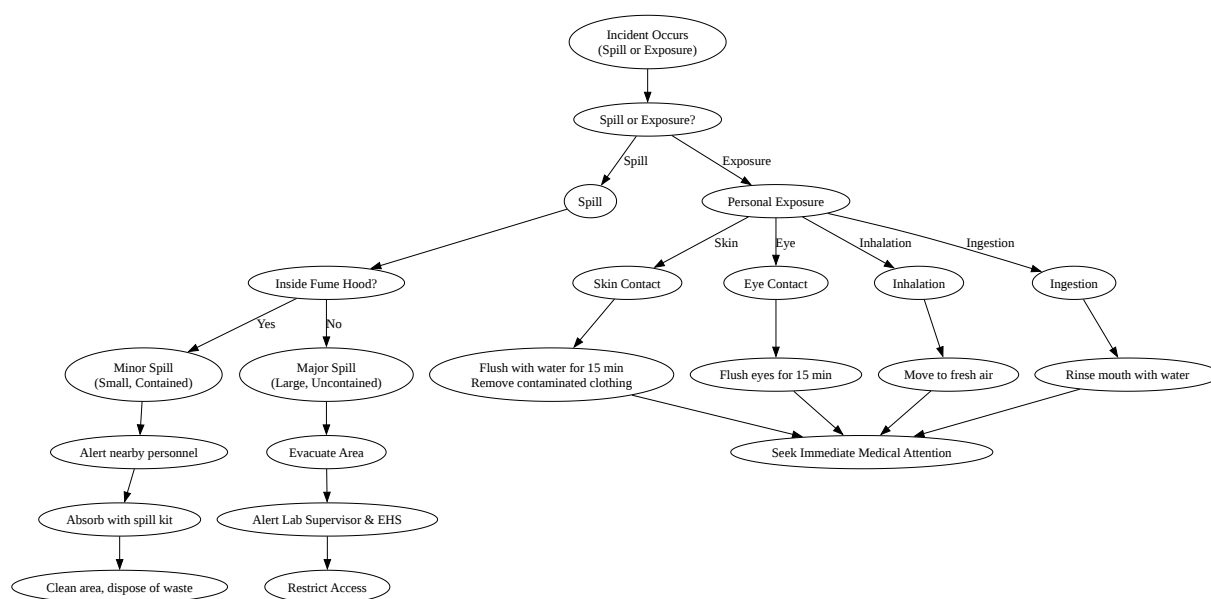 Incident Occurs
(Spill or Exposure)
Spill or Exposure?
Spill
Exposure
Spill
Personal Exposure
Skin
Eye
Inhalation
Ingestion
Inside Fume Hood?
Skin Contact
Eye Contact
Inhalation
Ingestion
Yes
No
Minor Spill
(Small, Contained)
Major Spill
(Large, Uncontained)
Flush with water for 15 min
Remove contaminated clothing
Flush eyes for 15 min
Move to fresh air
Rinse mouth with water
Alert nearby personnel
Evacuate Area
Seek Immediate Medical Attention
Absorb with spill kit
Alert Lab Supervisor & EHS
Clean area, dispose of waste
Restrict Access